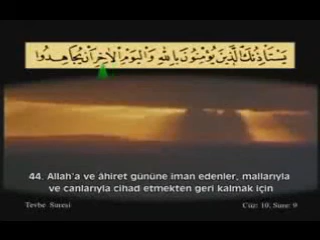 يَسْتَأْذِنُكَ الَّذِينَ يُؤْمِنُونَ بِاللَّهِ وَالْيَوْمِ الْآخِرِ أَنْ يُجَاهِدُوا
44. Allah'a ve âhiret gününe iman edenler, mallarıyla
ve canlarıyla cihad etmekten geri kalmak için
Tevbe Suresi
Cüz: 10, Sure: 9